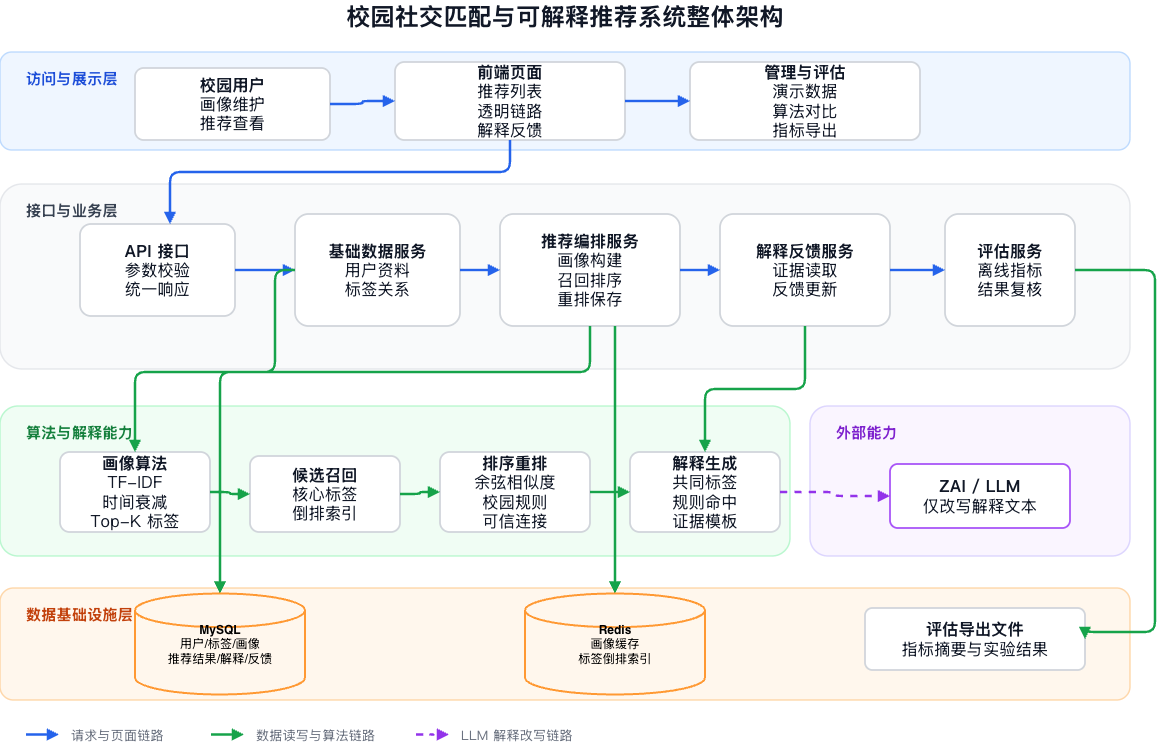 校园社交匹配与可解释推荐系统整体架构
访问与展示层
校园用户
画像维护
推荐查看
前端页面
推荐列表
透明链路
解释反馈
管理与评估
演示数据
算法对比
指标导出
接口与业务层
API 接口
参数校验
统一响应
基础数据服务
用户资料
标签关系
推荐编排服务
画像构建
召回排序
重排保存
解释反馈服务
证据读取
反馈更新
评估服务
离线指标
结果复核
算法与解释能力
画像算法
TF-IDF
时间衰减
Top-K 标签
候选召回
核心标签
倒排索引
排序重排
余弦相似度
校园规则
可信连接
解释生成
共同标签
规则命中
证据模板
外部能力
ZAI / LLM
仅改写解释文本
数据基础设施层
MySQL
用户/标签/画像
推荐结果/解释/反馈
Redis
画像缓存
标签倒排索引
评估导出文件
指标摘要与实验结果
请求与页面链路
数据读写与算法链路
LLM 解释改写链路